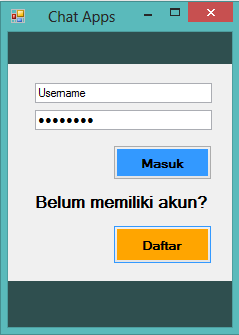 Chat Apps
Username
••••••••
Masuk
Belum memiliki akun?
Daftar